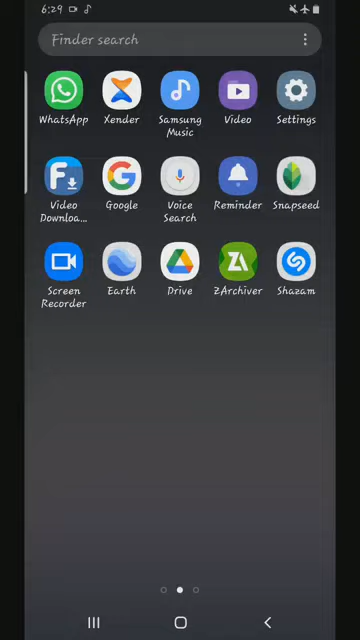 6:29
Finder search
WhatsApp
Xender
Samsung
Music
Video
Settings
Video
Downloa...
Google
Voice
Search
Reminder
Snapseed
Screen
Recorder
Earth
Drive
ZArchiver
Shazam